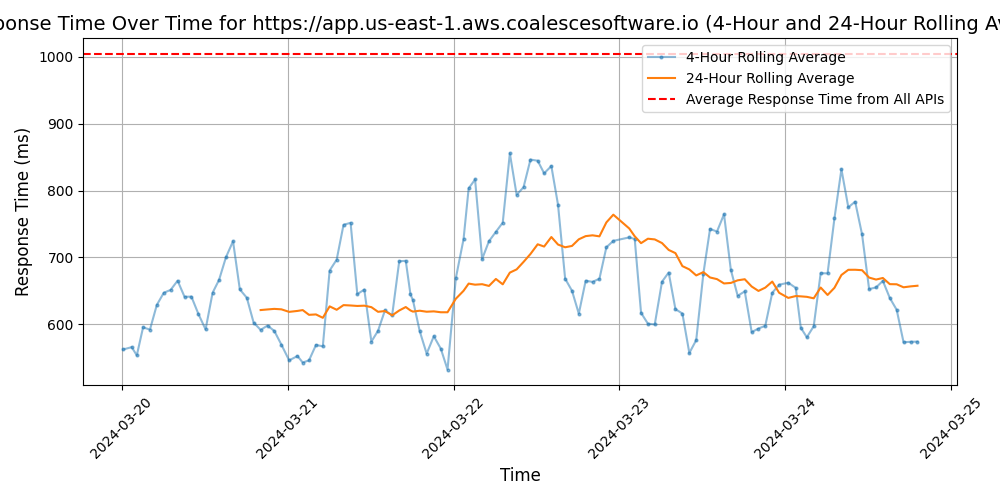 onse Time Over Time for https://app.us-east-1.aws.coalescesoftware.io (4-Hour and 24-Hour Rolling Av
4-Hour Rolling Average
24-Hour Rolling Average
Average Response Time from All APIs
Response Time (ms)
1000
900
800
700
600
2024-03-20
2024-03-21
2024-03-22
2024-03-23
2024-03-24
2024-03-25
Time